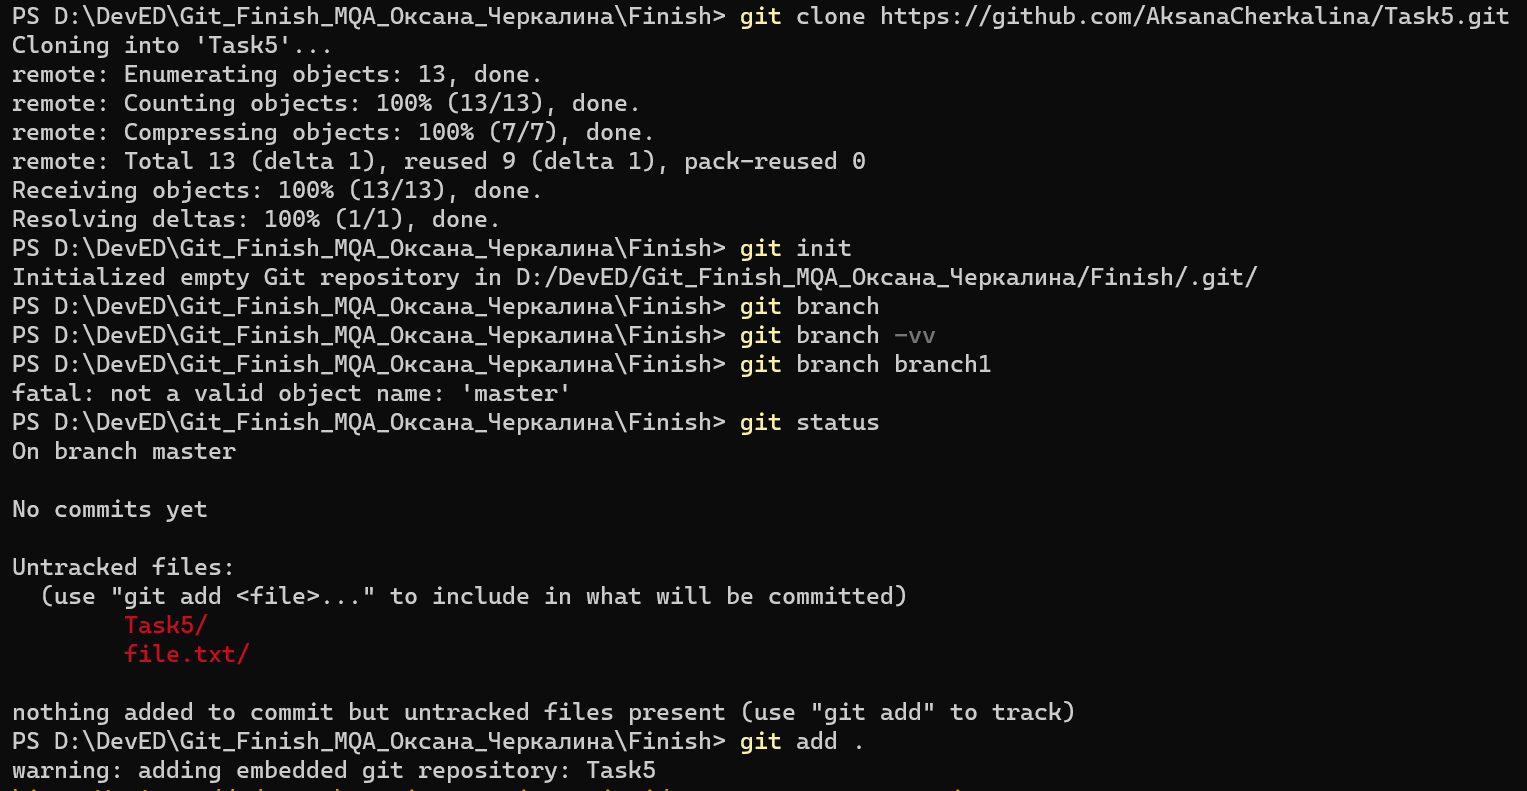 PS D:\DevED\Git_Finish_MQA_Оксана_Черкалина\Finish> git clone https://github.com/AksanaCherkalina/Task5.git
Cloning into 'Task5'...
remote: Enumerating objects: 13, done.
remote: Counting objects: 100% (13/13), done.
remote: Compressing objects: 100% (7/7), done.
remote: Total 13 (delta 1), reused 9 (delta 1), pack-reused 0
Receiving objects: 100% (13/13), done.
Resolving deltas: 100% (1/1), done.
PS D:\DevED\Git_Finish_MQA_Оксана_Черкалина\Finish> git init
Initialized empty Git repository in D:/DevED/Git_Finish_MQA_Оксана_Черкалина/Finish/.git/
PS D:\DevED\Git_Finish_MQA_Оксана_Черкалина\Finish> git branch
PS D:\DevED\Git_Finish_MQA_Оксана_Черкалина\Finish> git branch -vv
PS D:\DevED\Git_Finish_MQA_Оксана_Черкалина\Finish> git branch branch1
fatal: not a valid object name: 'master'
PS D:\DevED\Git_Finish_MQA_Оксана_Черкалина\Finish> git status
On branch master
No commits yet
Untracked files:
(use "git add <file>..." to include in what will be committed)
Task5/
file.txt/
nothing added to commit but untracked files present (use "git add" to track)
PS D:\DevED\Git_Finish_MQA_Оксана_Черкалина\Finish> git add .
warning: adding embedded git repository: Task5